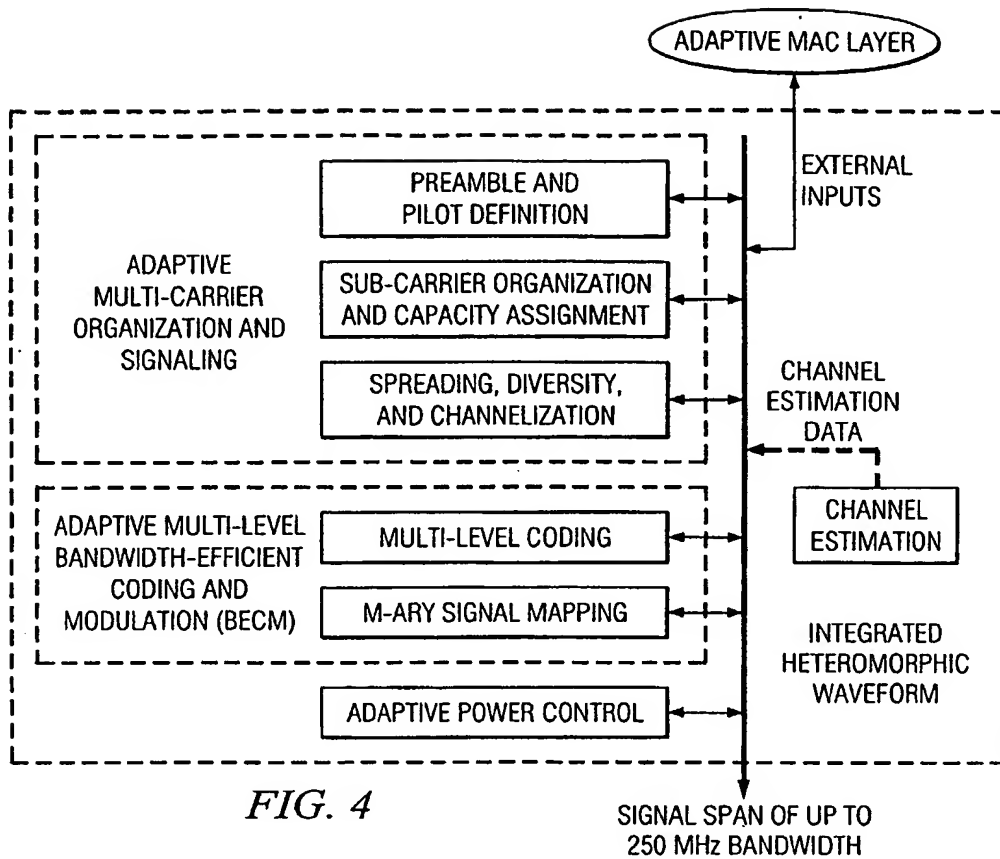 ADAPTIVE MAC LAYER
EXTERNAL
INPUTS
PREAMBLE AND
PILOT DEFINITION
ADAPTIVE
MULTI-CARRIER
ORGANIZATION AND
SIGNALING
SUB-CARRIER ORGANIZATION
AND CAPACITY ASSIGNMENT
SPREADING, DIVERSITY,
AND CHANNELIZATION
CHANNEL
ESTIMATION
DATA
CHANNEL
ESTIMATION
ADAPTIVE MULTI-LEVEL
BANDWIDTH-EFFICIENT
CODING AND
MODULATION (BECM)
MULTI-LEVEL CODING
M-ARY SIGNAL MAPPING
INTEGRATED
HETEROMORPHIC
WAVEFORM
ADAPTIVE POWER CONTROL
FIG. 4
SIGNAL SPAN OF UP TO
250 MHz BANDWIDTH